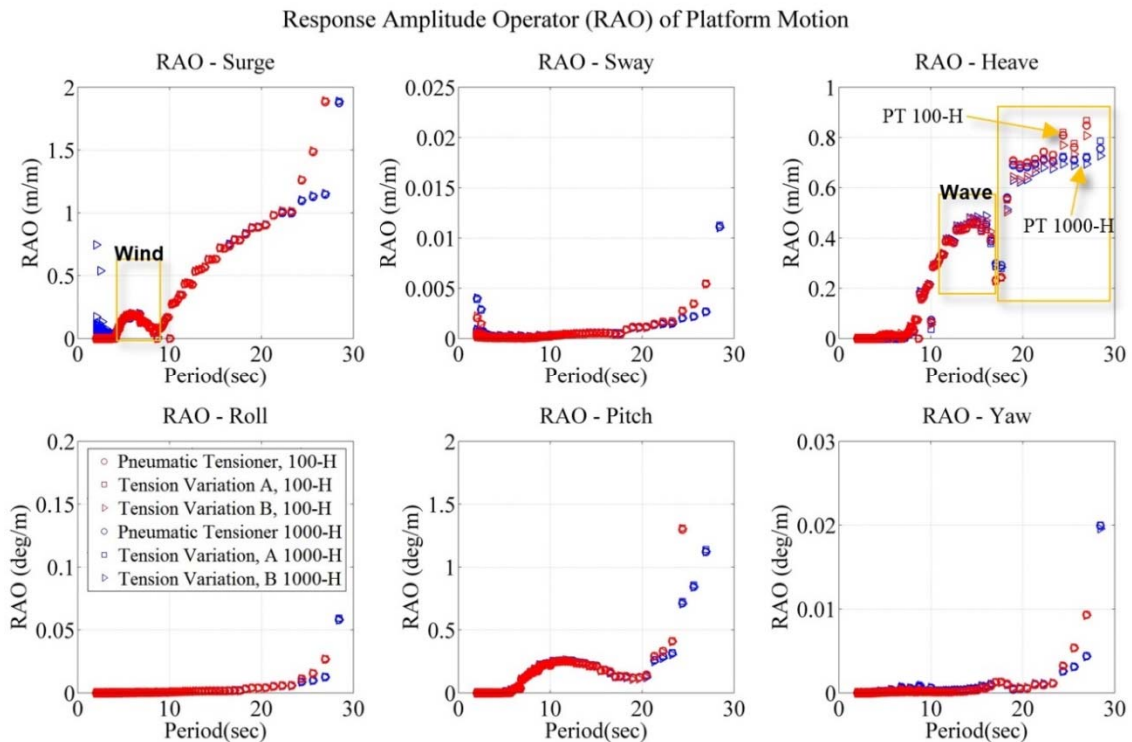 Response Amplitude Operator (RAO) of Platform Motion
RAO - Surge
RAO (m/m)
2
1.5
1
0.5
0
Wind
0 10 20 30
Period(sec)
RAO - Sway
RAO (m/m)
0.025
0.02
0.015
0.01
0.005
0
0 10 20 30
Period(sec)
RAO - Heave
RAO (m/m)
1
0.8
0.6
0.4
0.2
0
PT 100-H
Wave
PT 1000-H
0 10 20 30
Period(sec)
RAO - Roll
RAO (deg/m)
0.2
0.15
0.1
0.05
0
Pneumatic Tensioner, 100-H
Tension Variation A, 100-H
Tension Variation B, 100-H
Pneumatic Tensioner 1000-H
Tension Variation, A 1000-H
Tension Variation, B 1000-H
0 10 20 30
Period(sec)
RAO - Pitch
RAO (deg/m)
2
1.5
1
0.5
0
0 10 20 30
Period(sec)
RAO - Yaw
RAO (deg/m)
0.03
0.02
0.01
0
0 10 20 30
Period(sec)